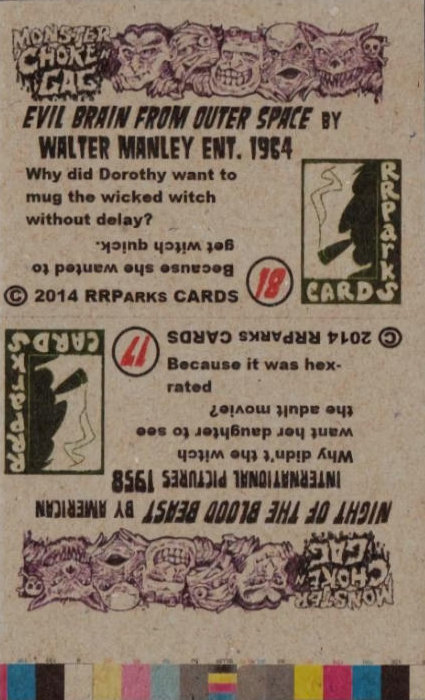 MONSTER
CHOKE N
GAG
EVIL BRAIN FROM OUTER SPACE BY
WALTER MANLEY ENT. 1964
Why did Dorothy want to
mug the wicked witch
without delay?
Because she wanted to
get witch quick.
81
© 2014 RRParks CARDS
RRPARKS
CARDS
MONSTER
CHOKE N
GAG
NIGHT OF THE BLOOD BEAST BY AMERICAN
INTERNATIONAL PICTURES 1958
Why didn't the witch
want her daughter to see
the adult movie?
Because it was hex-
rated
17
© 2014 RRPARKS CARDS
RRPARKS
CARDS